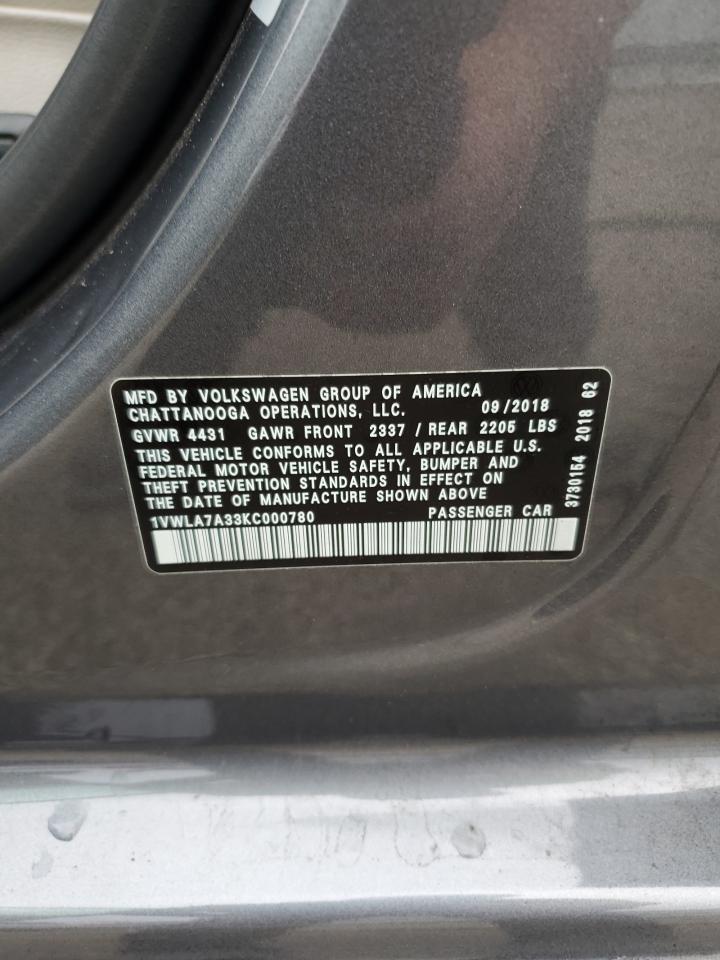 MFD BY VOLKSWAGEN GROUP OF AMERICA
CHATTANOOGA OPERATIONS, LLC. 09/2018
GVWR 4431 GAWR FRONT 2337 / REAR 2205 LBS
THIS VEHICLE CONFORMS TO ALL APPLICABLE U.S.
FEDERAL MOTOR VEHICLE SAFETY, BUMPER AND
THEFT PREVENTION STANDARDS IN EFFECT ON
THE DATE OF MANUFACTURE SHOWN ABOVE
1VWLA7A33KC000780 PASSENGER CAR
3730154 2018 62